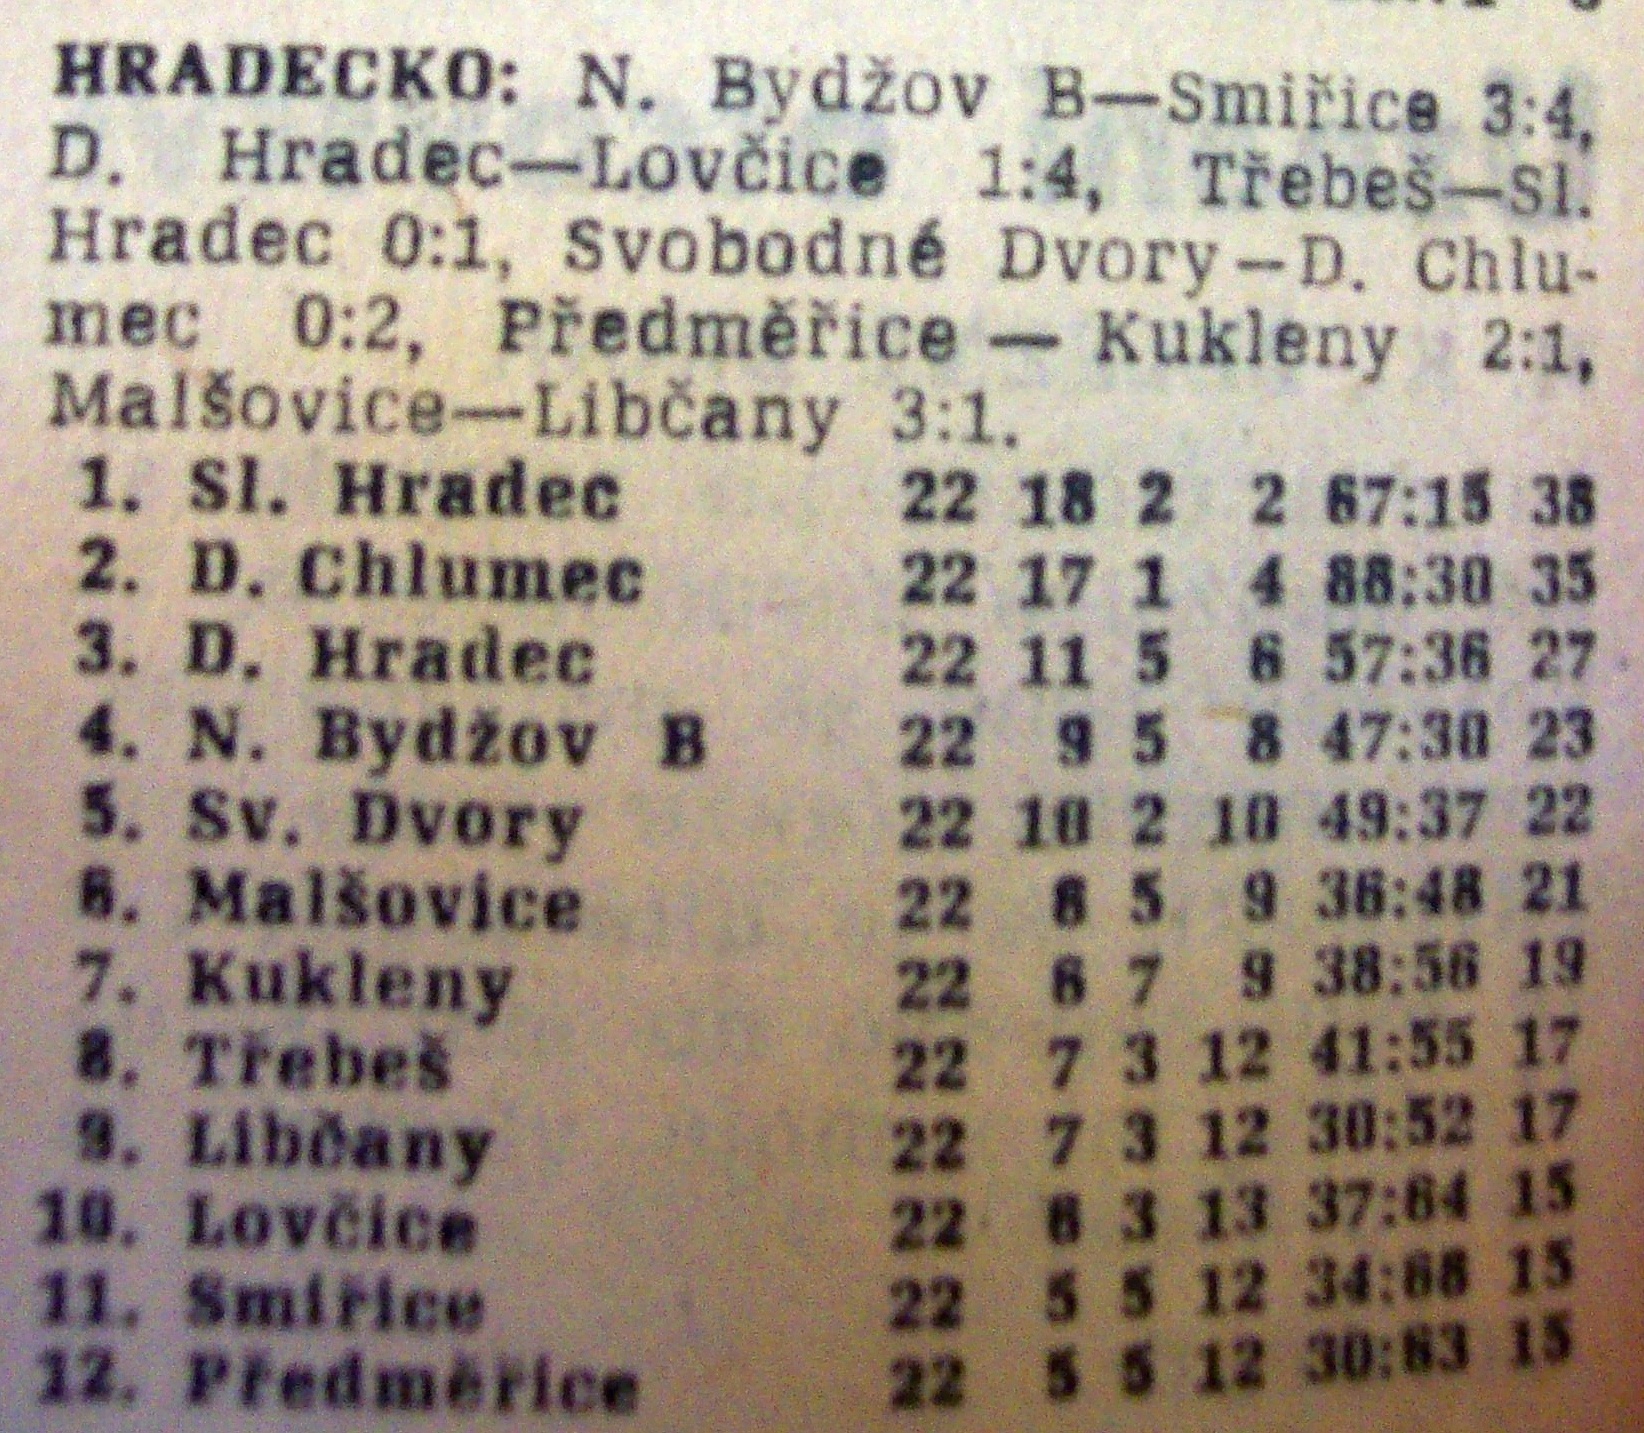 HRADECKO: N. Bydžov B—Smiřice 3:4,
D. Hradec—Lovčice 1:4, Třebeš—Sl.
Hradec 0:1, Svobodné Dvory—D. Chlu-
mec 0:2, Předměřice — Kukleny 2:1,
Malšovice—Libčany 3:1.
1. Sl. Hradec 22 18 2 2 67:15 38
2. D. Chlumec 22 17 1 4 88:30 35
3. D. Hradec 22 11 5 6 57:36 27
4. N. Bydžov B 22 9 5 8 47:30 23
5. Sv. Dvory 22 10 2 10 49:37 22
6. Malšovice 22 8 5 9 36:48 21
7. Kukleny 22 6 7 9 38:56 19
8. Třebeš 22 7 3 12 41:55 17
9. Libčany 22 7 3 12 30:52 17
10. Lovčice 22 6 3 13 37:64 15
11. Smiřice 22 5 5 12 34:68 15
12. Předměřice 22 5 5 12 30:63 15